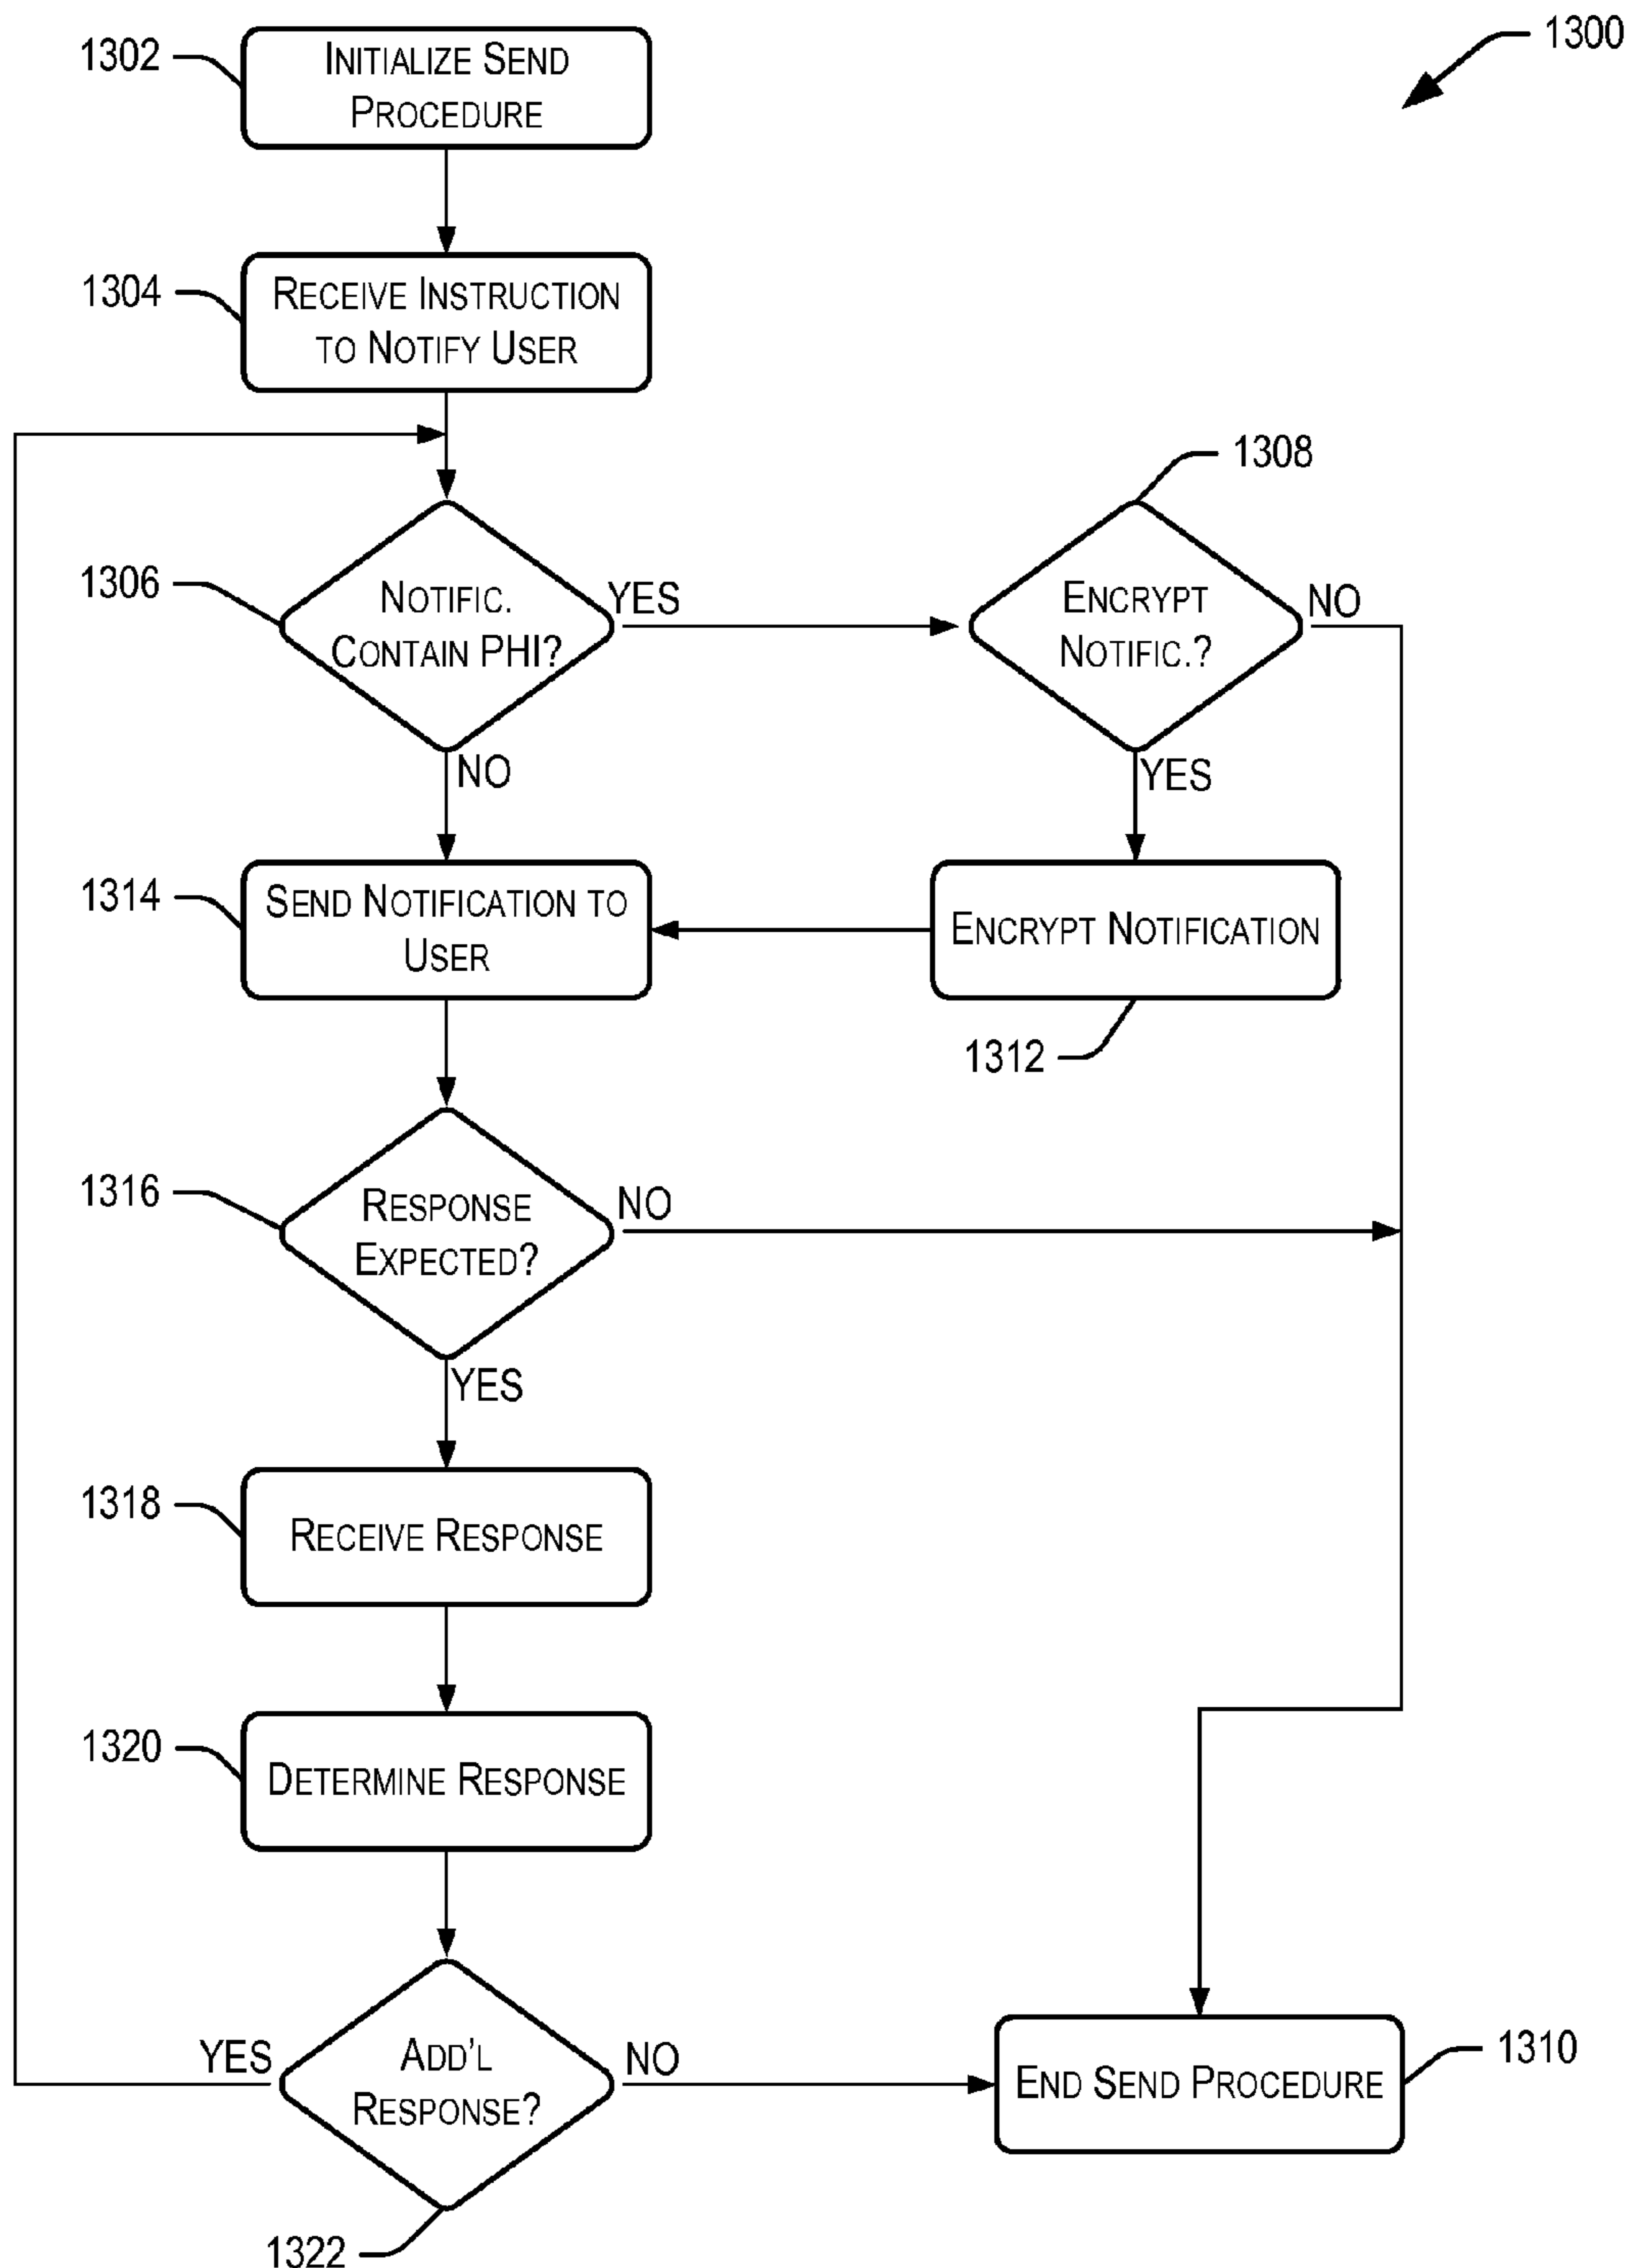 1300
1302
INITIALIZE SEND
PROCEDURE
1304
RECEIVE INSTRUCTION
TO NOTIFY USER
1306
NOTIFIC.
CONTAIN PHI?
YES
NO
1308
ENCRYPT
NOTIFIC.?
NO
YES
1314
SEND NOTIFICATION TO
USER
ENCRYPT NOTIFICATION
1312
1316
RESPONSE
EXPECTED?
NO
YES
1318
RECEIVE RESPONSE
1320
DETERMINE RESPONSE
YES
ADD'L
RESPONSE?
NO
1322
END SEND PROCEDURE
1310